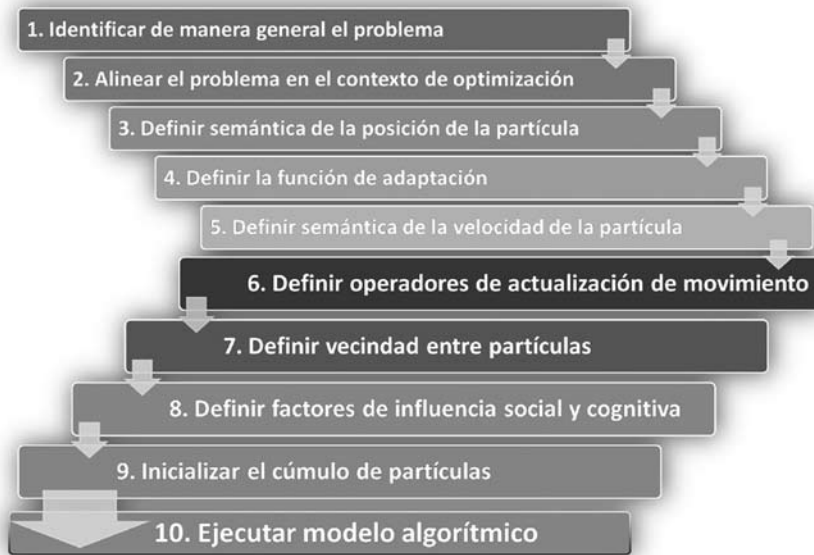 1. Identificar de manera general el problema
2. Alinear el problema en el contexto de optimización
3. Definir semántica de la posición de la partícula
4. Definir la función de adaptación
5. Definir semántica de la velocidad de la partícula
6. Definir operadores de actualización de movimiento
7. Definir vecindad entre partículas
8. Definir factores de influencia social y cognitiva
9. Inicializar el cúmulo de partículas
10. Ejecutar modelo algorítmico